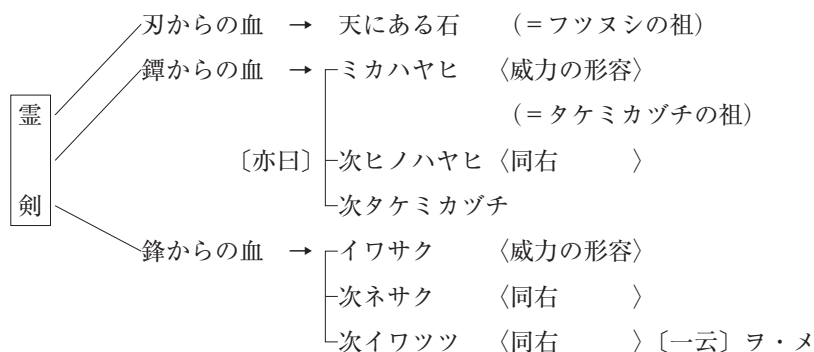 刃からの血 → 天にある石 (=フツヌシの祖)
鐔からの血 → ミカハヤヒ 〈威力の形容〉
(=タケミカヅチの祖)
霊剣
〔亦曰〕 次ヒノハヤヒ 〈同右 〉
次タケミカヅチ
鋒からの血 → イワサク 〈威力の形容〉
次ネサク 〈同右 〉
次イワツツ 〈同右 〉〔一云〕ヲ・メ